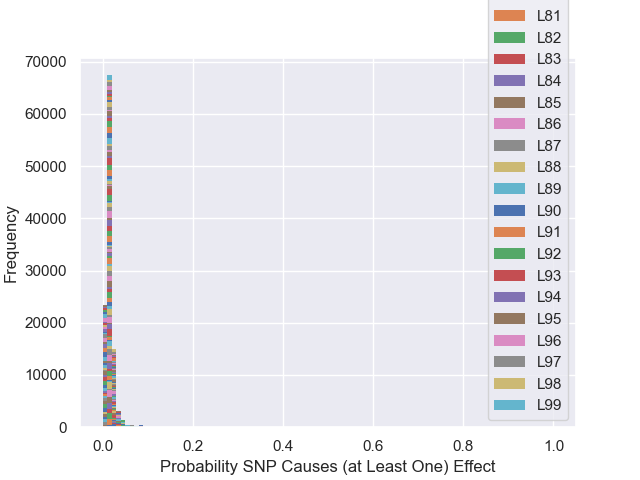 L81
L82
L83
L84
L85
L86
L87
L88
L89
L90
L91
L92
L93
L94
L95
L96
L97
L98
L99
70000
60000
50000
40000
30000
20000
10000
0
Frequency
0.0 0.2 0.4 0.6 0.8 1.0
Probability SNP Causes (at Least One) Effect